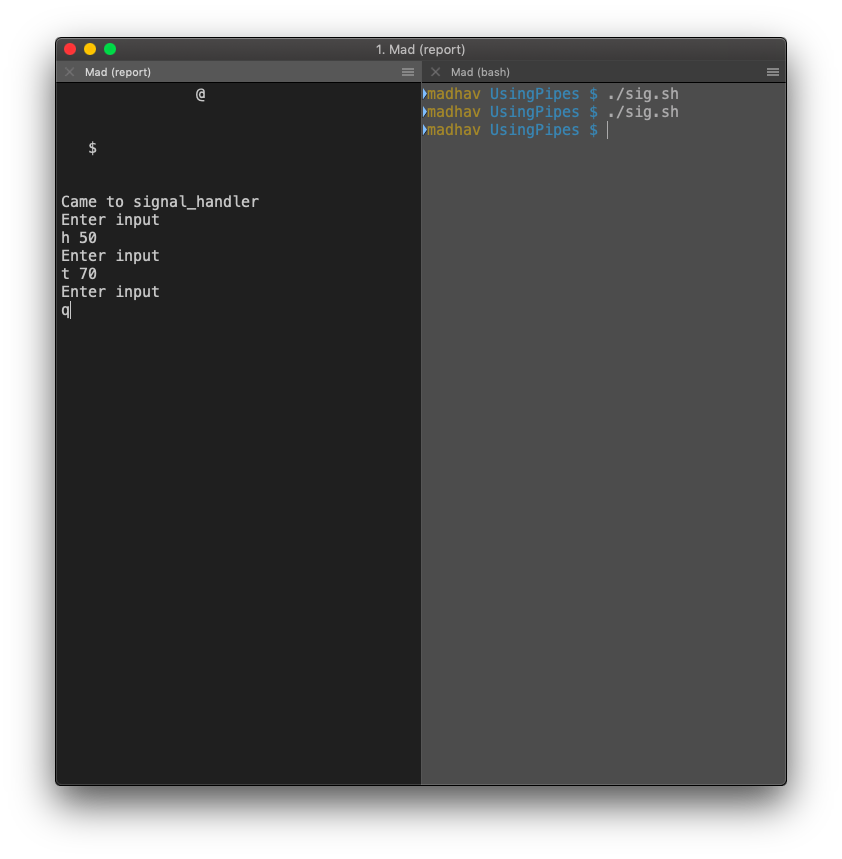 1. Mad (report)
Mad (report)
Mad (bash)
@
$
Came to signal_handler
Enter input
h 50
Enter input
t 70
Enter input
q
madhav UsingPipes $ ./sig.sh
madhav UsingPipes $ ./sig.sh
madhav UsingPipes $